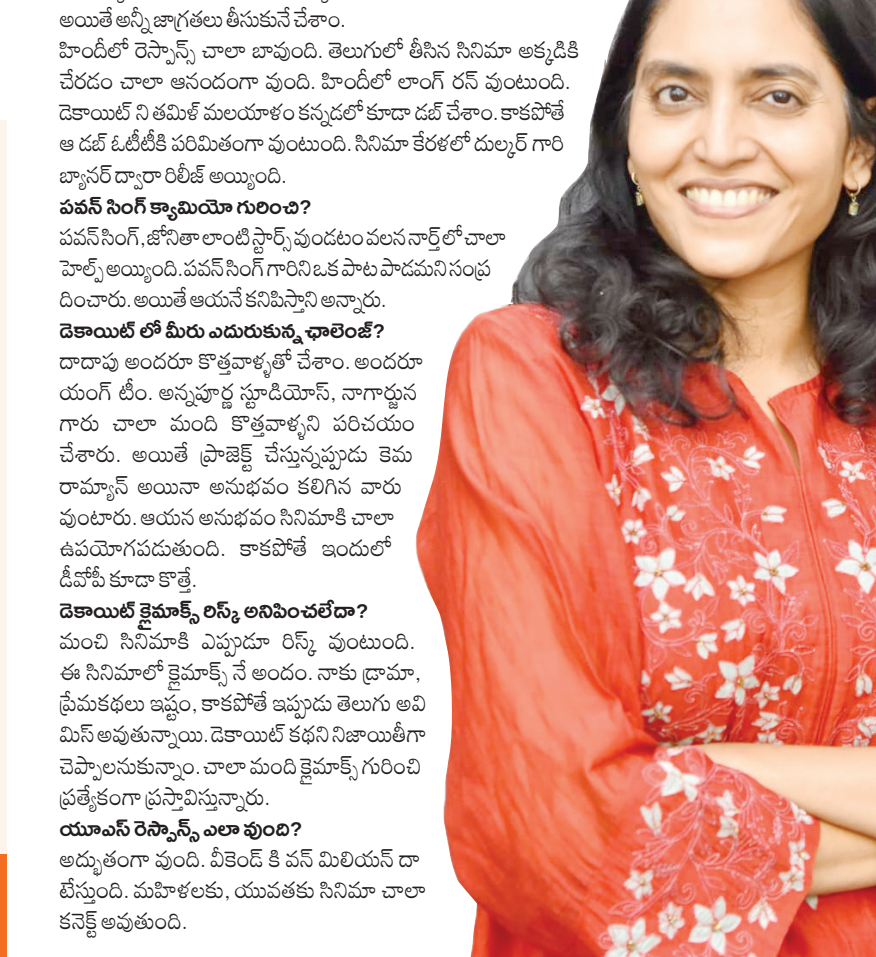 అయితే అన్నీ జాగ్రతలు తీసుకునే చేశాం.
హిందీలో రెస్పాన్స్ చాలా బావుంది. తెలుగులో తీసిన సినిమా అక్కడికి
చేరడం చాలా ఆనందంగా వుంది. హిందీలో లాంగ్ రన్ వుంటుంది.
డెకాయిట్ ని తమిళ్ మలయాళం కన్నడలో కూడా డబ్ చేశాం. కాకపోతే
ఆ డబ్ ఓటీటీకి పరిమితంగా వుంటుంది. సినిమా కేరళలో దుల్కర్ గారి
బ్యానర్ ద్వారా రిలీజ్ అయ్యింది.
పవన్ సింగ్ క్యామియో గురించి?
పవన్ సింగ్, జోనితా లాంటి స్టార్స్ వుండటం వలన నార్త్ లో చాలా
హెల్ప్ అయ్యింది. పవన్ సింగ్ గారిని ఒక పాట పాడమని సంప్ర
దించారు. అయితే ఆయనే కనిపిస్తాని అన్నారు.
డెకాయిట్ లో మీరు ఎదురుకున్న ఛాలెంజ్?
దాదాపు అందరూ కొత్తవాళ్ళతో చేశాం. అందరూ
యంగ్ టీం. అన్నపూర్ణ స్టూడియోస్, నాగార్జున
గారు చాలా మంది కొత్తవాళ్ళని పరిచయం
చేశారు. అయితే ప్రాజెక్ట్ చేస్తున్నప్పుడు కెమ
రామ్యాన్ అయినా అనుభవం కలిగిన వారు
వుంటారు. ఆయన అనుభవం సినిమాకి చాలా
ఉపయోగపడుతుంది. కాకపోతే ఇందులో
డీవోపీ కూడా కొత్తే.
డెకాయిట్ క్లైమాక్స్ రిస్క్ అనిపించలేదా?
మంచి సినిమాకి ఎప్పుడూ రిస్క్ వుంటుంది.
ఈ సినిమాలో క్లైమాక్స్ నే అందం. నాకు డ్రామా,
ప్రేమకథలు ఇష్టం, కాకపోతే ఇప్పుడు తెలుగు అవి
మిస్ అవుతున్నాయి. డెకాయిట్ కథని నిజాయితీగా
చెప్పాలనుకున్నాం. చాలా మంది క్లైమాక్స్ గురించి
ప్రత్యేకంగా ప్రస్తావిస్తున్నారు.
యూఎస్ రెస్పాన్స్ ఎలా వుంది?
అద్భుతంగా వుంది. వీకెండ్ కి వన్ మిలియన్ దా
టేస్తుంది. మహిళలకు, యువతకు సినిమా చాలా
కనెక్ట్ అవుతుంది.